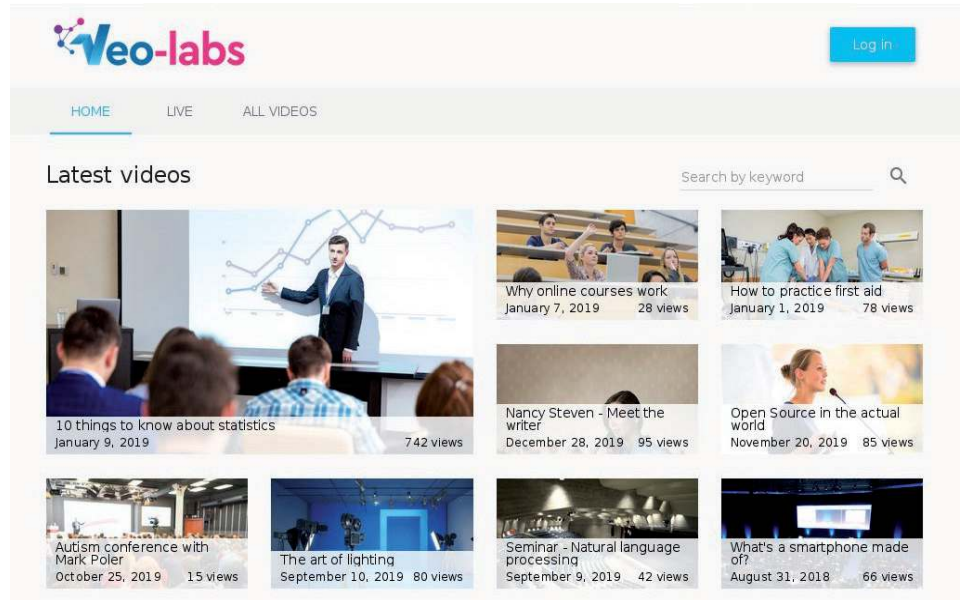 Veo-labs
Log in
HOME
LIVE
ALL VIDEOS
Latest videos
Search by keyword
10 things to know about statistics
January 9, 2019
742 views
Why online courses work
January 7, 2019
28 views
How to practice first aid
January 1, 2019
78 views
Nancy Steven - Meet the
writer
December 28, 2019
95 views
Open Source in the actual
world
November 20, 2019
85 views
Autism conference with
Mark Poler
October 25, 2019
15 views
The art of lighting
September 10, 2019
80 views
Seminar - Natural language
processing
September 9, 2019
42 views
What's a smartphone made
of?
August 31, 2018
66 views